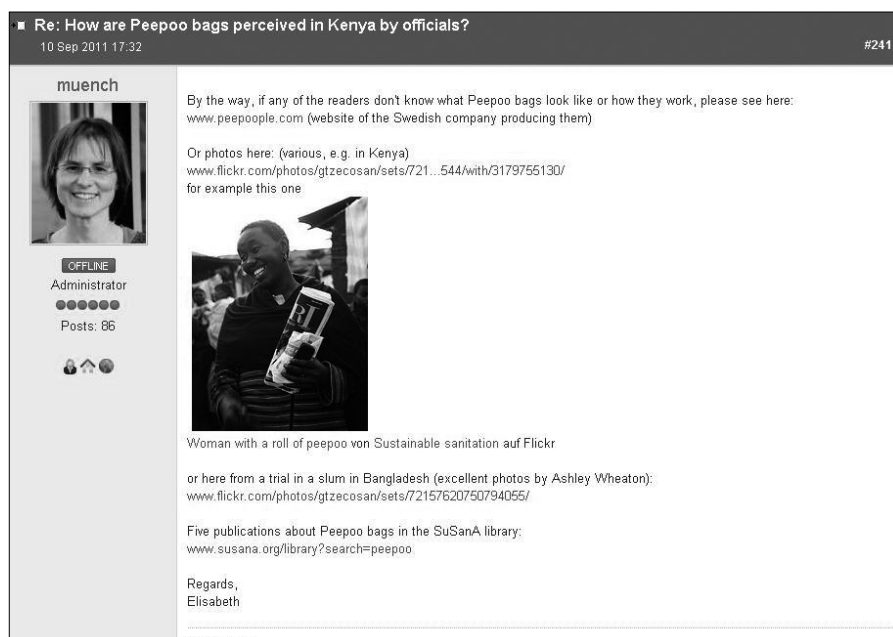 Re: How are Peepoo bags perceived in Kenya by officials?
10 Sep 2011 17:32
#241
muench
OFFLINE
Administrator
Posts: 86
By the way, if any of the readers don't know what Peepoo bags look like or how they work, please see here:
www.peepoople.com (website of the Swedish company producing them)
Or photos here: (various, e.g. in Kenya)
www.flickr.com/photos/gtzecosan/sets/721...544/with/3179755130/
for example this one
Woman with a roll of peepoo von Sustainable sanitation auf Flickr
or here from a trial in a slum in Bangladesh (excellent photos by Ashley Wheaton):
www.flickr.com/photos/gtzecosan/sets/72157620750794055/
Five publications about Peepoo bags in the SuSanA library:
www.susana.org/library?search=peepoo
Regards,
Elisabeth